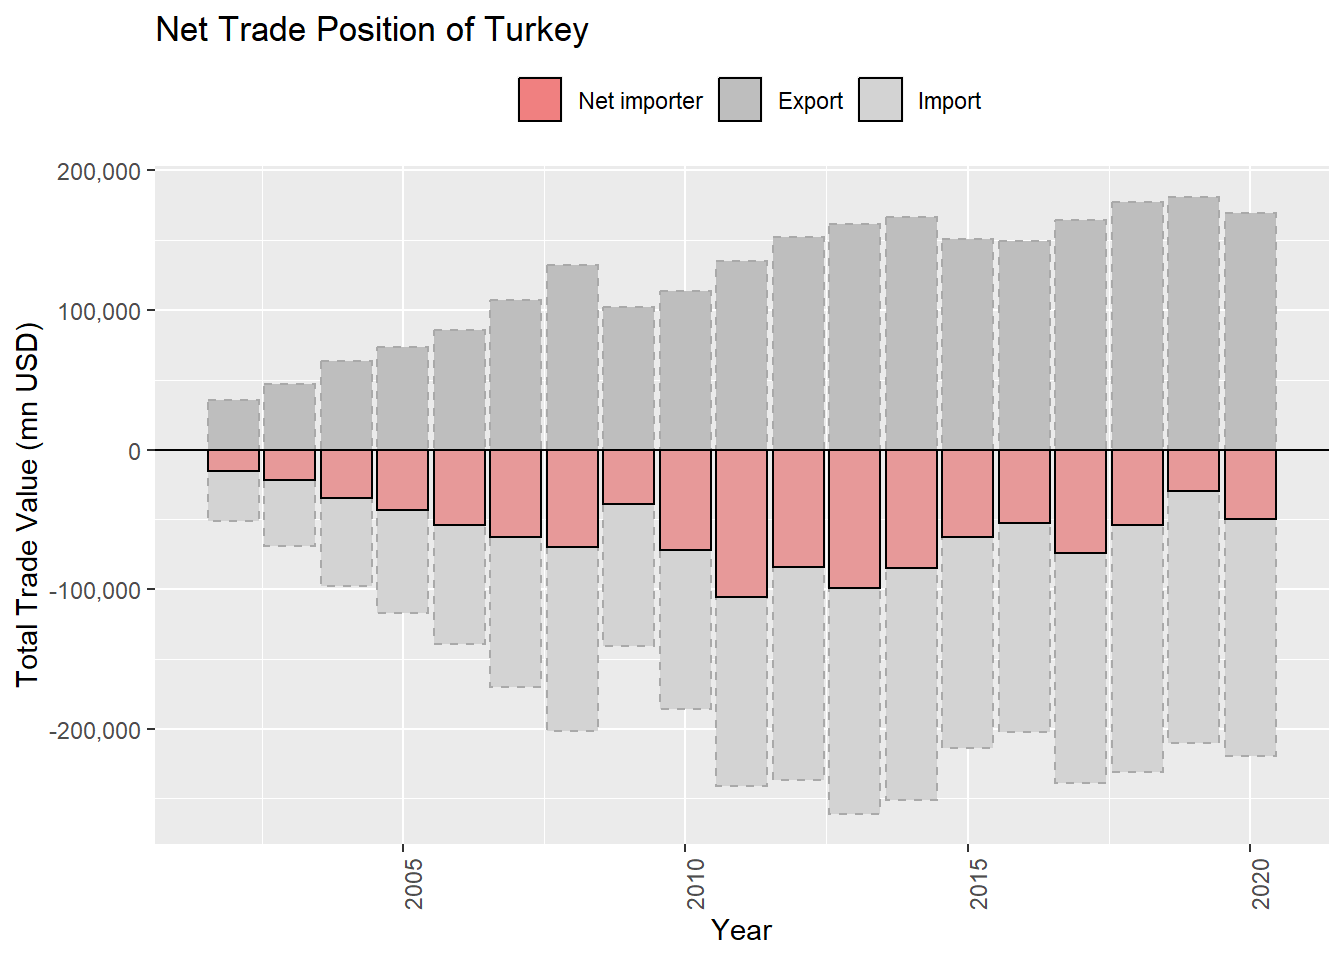 Net Trade Position of Turkey
Net importer Export Import
Total Trade Value (mn USD)
200,000
100,000
0
-100,000
-200,000
2005 2010 2015 2020
Year